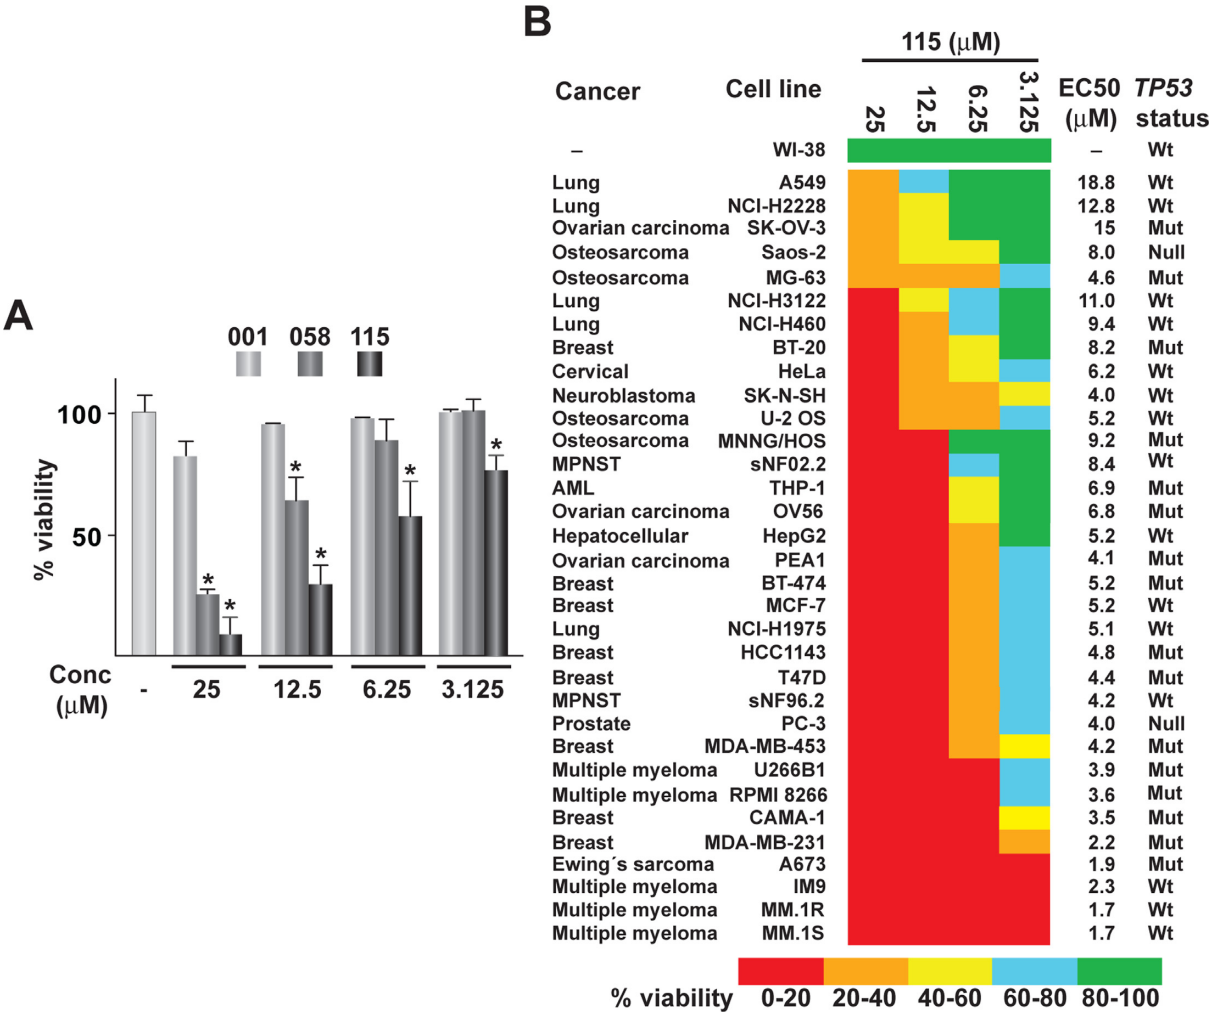 A
001 058 115
100
50
% viability
* * * * * *
Conc
(μM)
- 25 12.5 6.25 3.125
B
115 (μM)
Cancer Cell line 25 12.5 6.25 3.125 EC50 (μM) TP53 status
– WI-38 – Wt
Lung A549 18.8 Wt
Lung NCI-H2228 12.8 Wt
Ovarian carcinoma SK-OV-3 15 Mut
Osteosarcoma Saos-2 8.0 Null
Osteosarcoma MG-63 4.6 Mut
Lung NCI-H3122 11.0 Wt
Lung NCI-H460 9.4 Wt
Breast BT-20 8.2 Mut
Cervical HeLa 6.2 Wt
Neuroblastoma SK-N-SH 4.0 Wt
Osteosarcoma U-2 OS 5.2 Wt
Osteosarcoma MNNG/HOS 9.2 Mut
MPNST sNF02.2 8.4 Wt
AML THP-1 6.9 Mut
Ovarian carcinoma OV56 6.8 Mut
Hepatocellular HepG2 5.2 Wt
Ovarian carcinoma PEA1 4.1 Mut
Breast BT-474 5.2 Mut
Breast MCF-7 5.2 Wt
Lung NCI-H1975 5.1 Wt
Breast HCC1143 4.8 Mut
Breast T47D 4.4 Mut
MPNST sNF96.2 4.2 Wt
Prostate PC-3 4.0 Null
Breast MDA-MB-453 4.2 Mut
Multiple myeloma U266B1 3.9 Mut
Multiple myeloma RPMI 8266 3.6 Mut
Breast CAMA-1 3.5 Mut
Breast MDA-MB-231 2.2 Mut
Ewing´s sarcoma A673 1.9 Mut
Multiple myeloma IM9 2.3 Wt
Multiple myeloma MM.1R 1.7 Wt
Multiple myeloma MM.1S 1.7 Wt
% viability 0-20 20-40 40-60 60-80 80-100